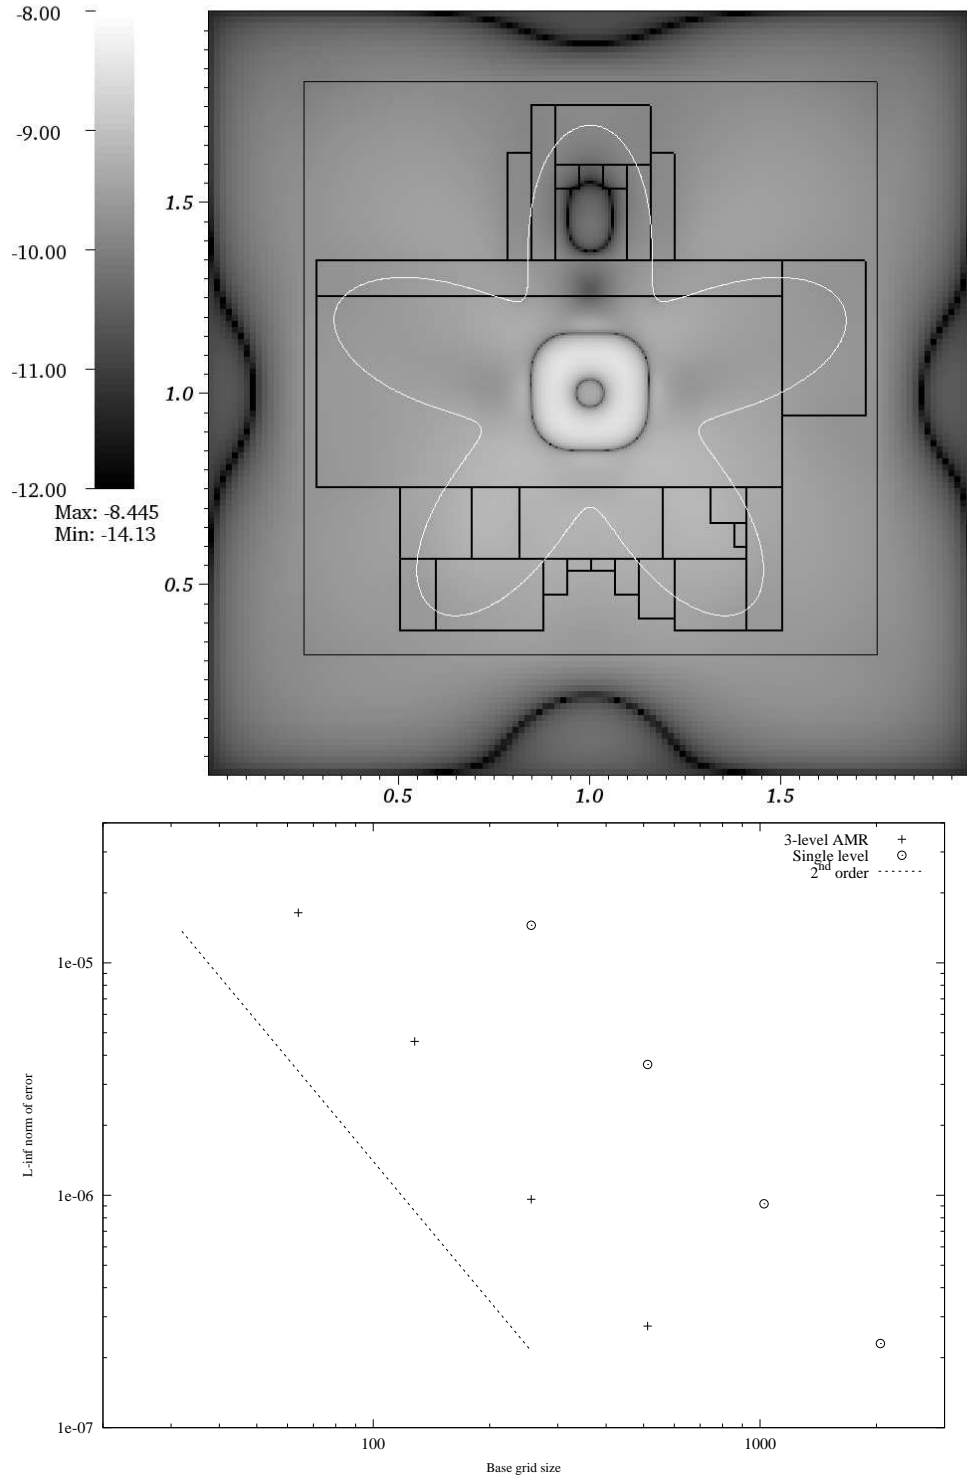 -8.00
-9.00
-10.00
-11.00
-12.00
Max: -8.445
Min: -14.13
1.5
1.0
0.5
0.5 1.0 1.5
3-level AMR
Single level
2nd order
1e-05
1e-06
1e-07
L-inf norm of error
100 1000
Base grid size